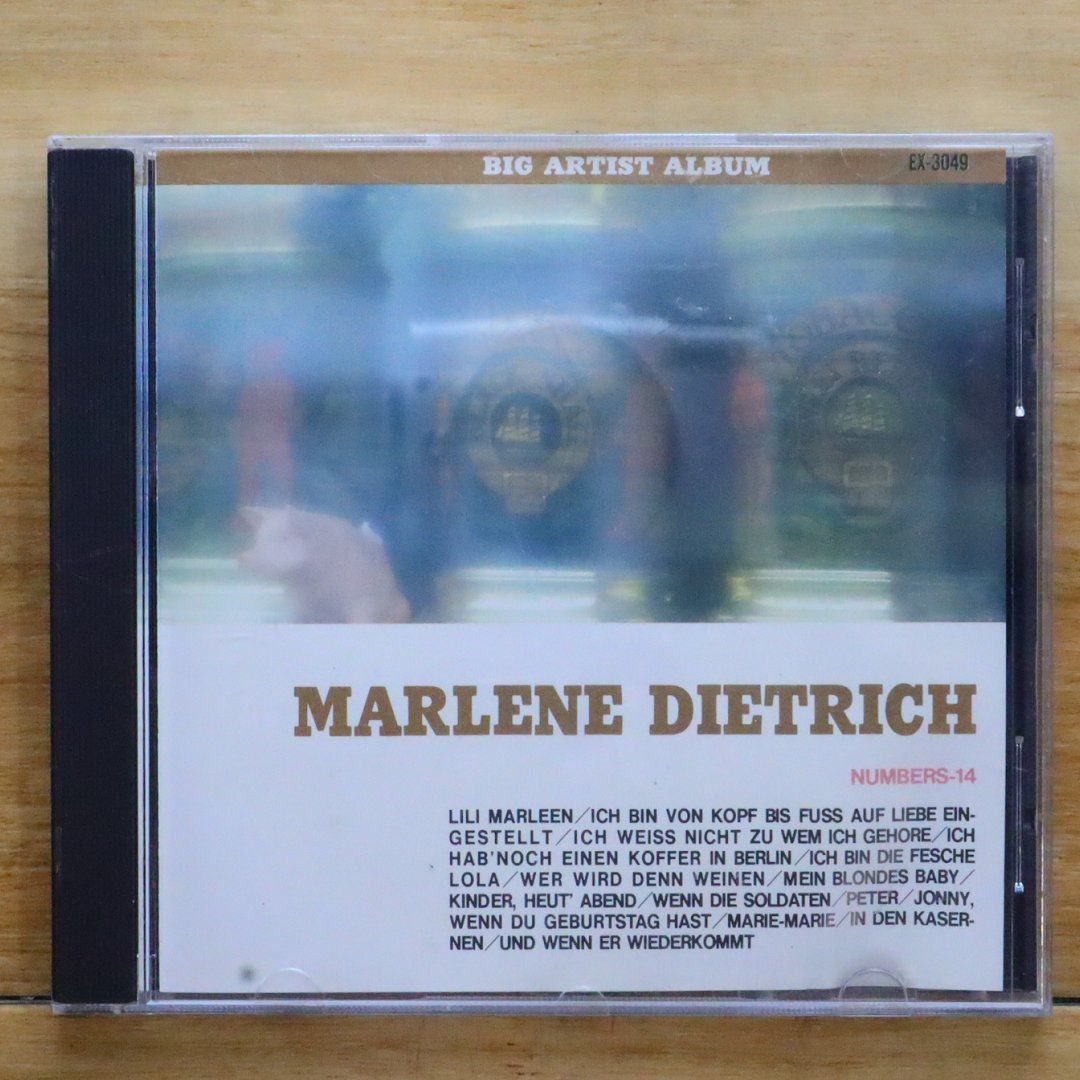 BIG ARTIST ALBUM EX-3049
MARLENE DIETRICH
NUMBERS-14
LILI MARLEEN/ICH BIN VON KOPF BIS FUSS AUF LIEBE EIN-
GESTELLT/ICH WEISS NICHT ZU WEM ICH GEHORE/ICH
HAB'NOCH EINEN KOFFER IN BERLIN/ICH BIN DIE FESCHE
LOLA/WER WIRD DENN WEINEN/MEIN BLONDES BABY/
KINDER, HEUT' ABEND/WENN DIE SOLDATEN/PETER/JONNY,
WENN DU GEBURTSTAG HAST/MARIE-MARIE/IN DEN KASER-
NEN/UND WENN ER WIEDERKOMMT